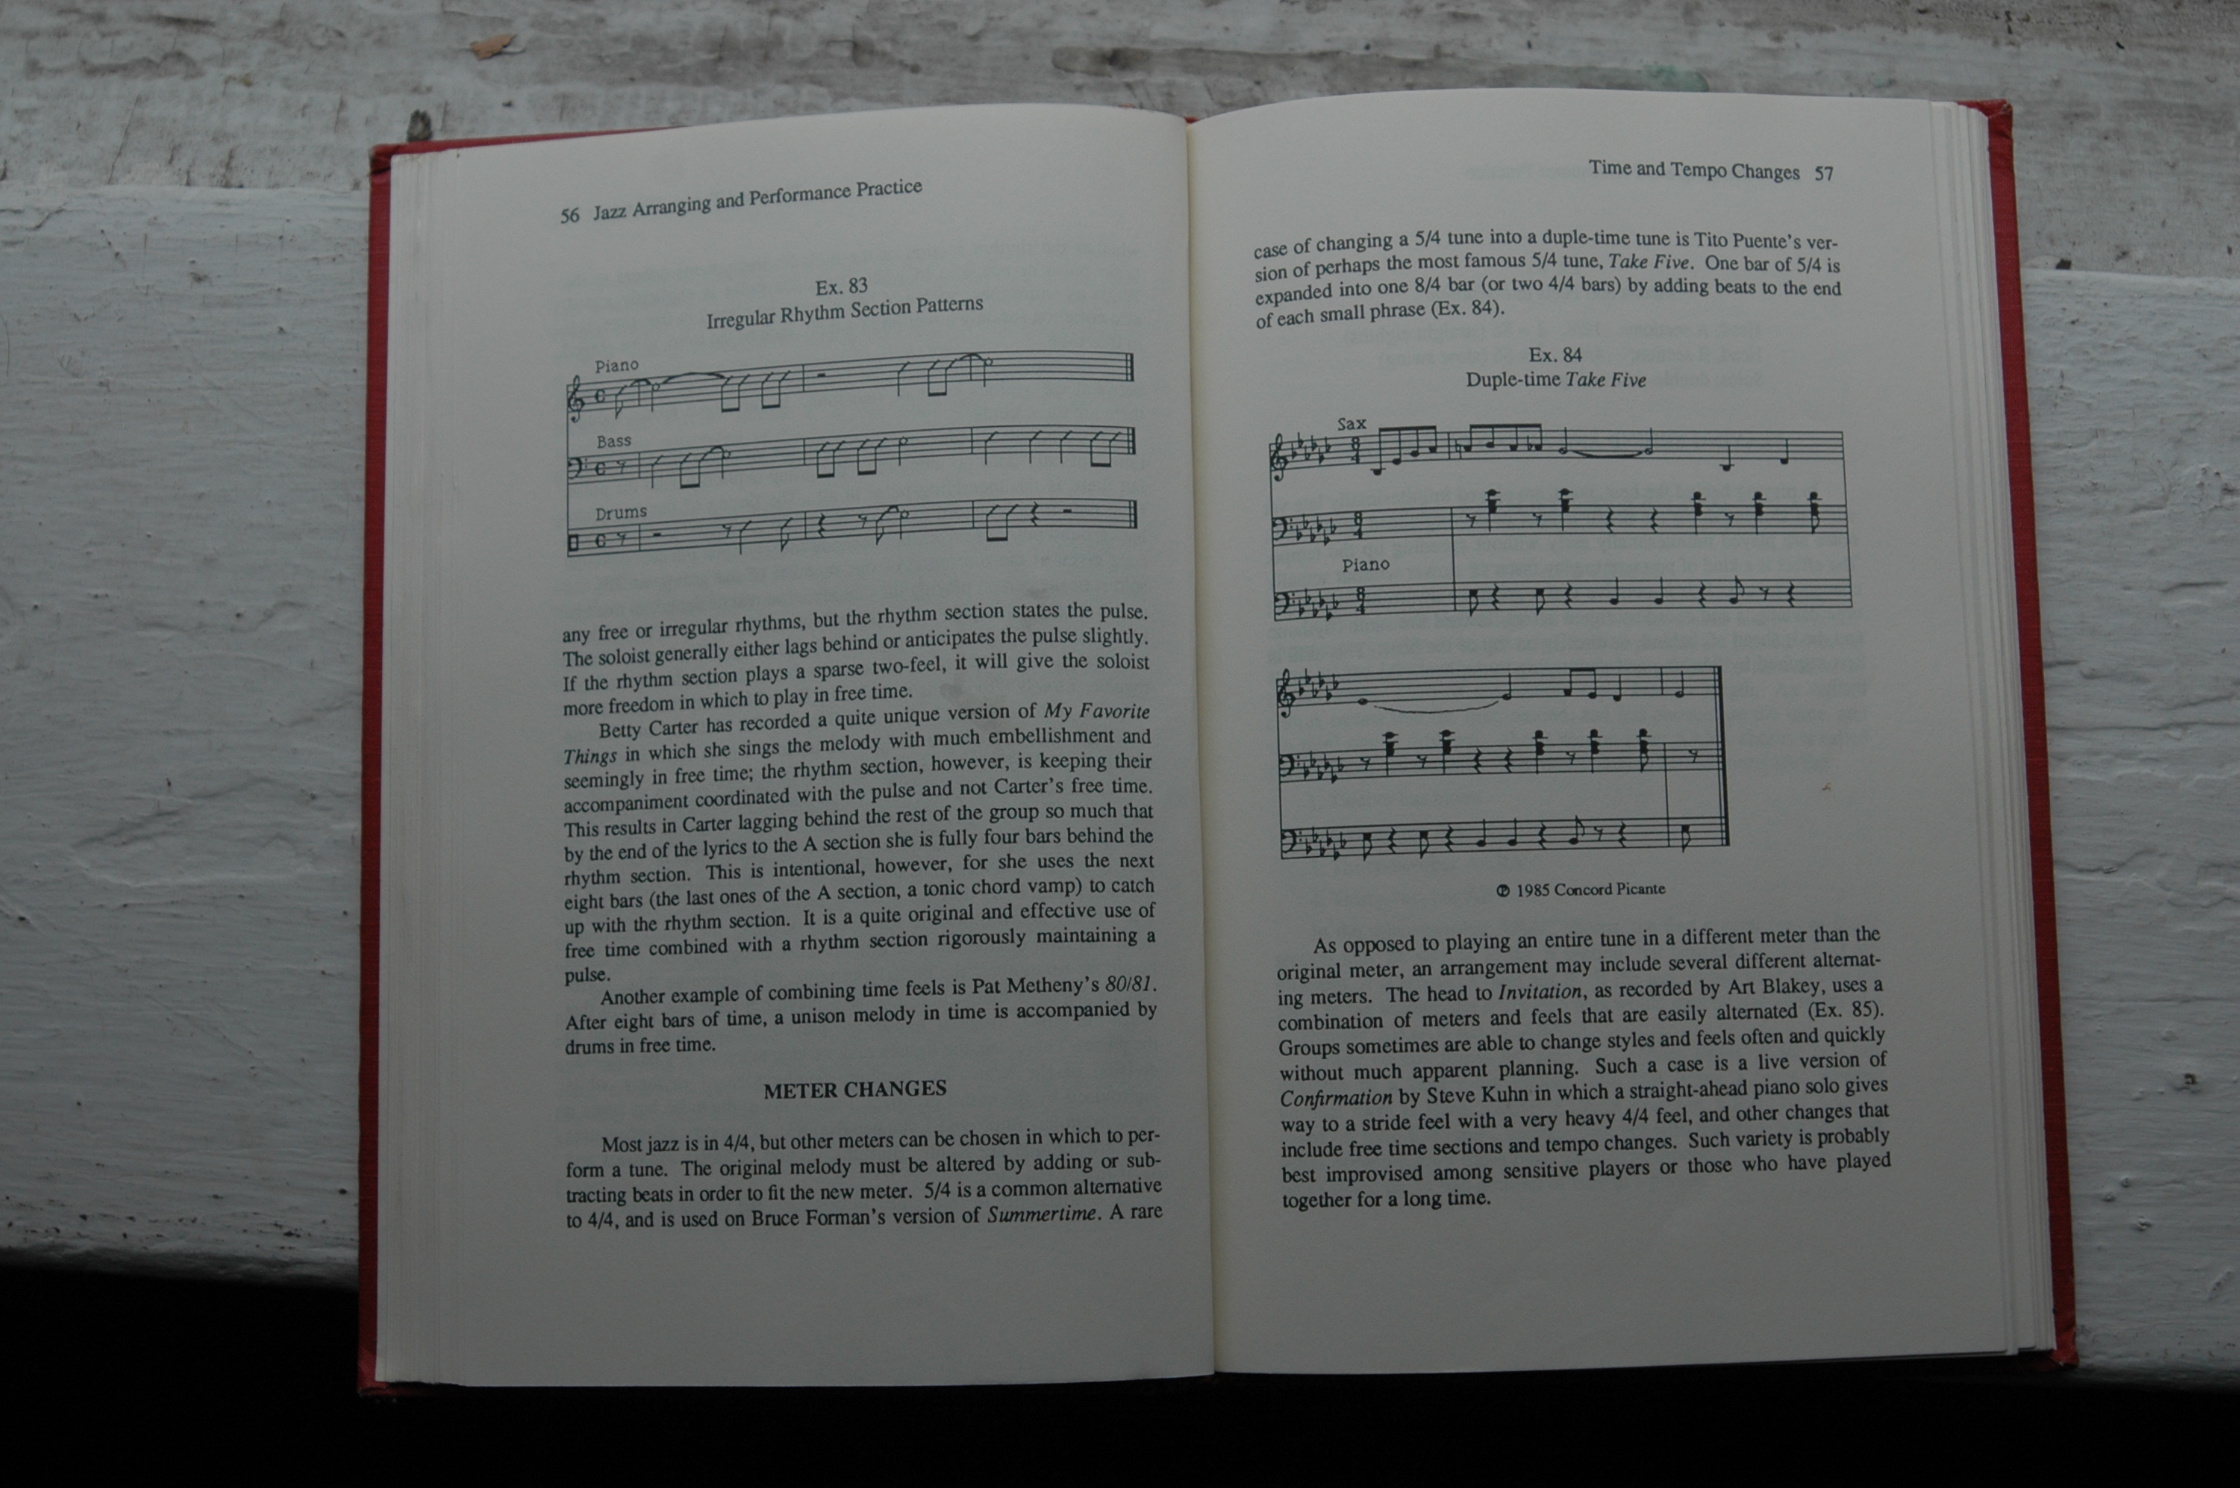 56 Jazz Arranging and Performance Practice
Ex. 83
Irregular Rhythm Section Patterns
Piano
Bass
Drums
any free or irregular rhythms, but the rhythm section states the pulse.
The soloist generally either lags behind or anticipates the pulse slightly.
If the rhythm section plays a sparse two-feel, it will give the soloist
more freedom in which to play in free time.
Betty Carter has recorded a quite unique version of My Favorite
Things in which she sings the melody with much embellishment and
seemingly in free time; the rhythm section, however, is keeping their
accompaniment coordinated with the pulse and not Carter's free time.
This results in Carter lagging behind the rest of the group so much that
by the end of the lyrics to the A section she is fully four bars behind the
rhythm section. This is intentional, however, for she uses the next
eight bars (the last ones of the A section, a tonic chord vamp) to catch
up with the rhythm section. It is a quite original and effective use of
free time combined with a rhythm section rigorously maintaining a
pulse.
Another example of combining time feels is Pat Metheny's 80/81.
After eight bars of time, a unison melody in time is accompanied by
drums in free time.
METER CHANGES
Most jazz is in 4/4, but other meters can be chosen in which to per-
form a tune. The original melody must be altered by adding or sub-
tracting beats in order to fit the new meter. 5/4 is a common alternative
to 4/4, and is used on Bruce Forman's version of Summertime. A rare
Time and Tempo Changes 57
case of changing a 5/4 tune into a duple-time tune is Tito Puente's ver-
sion of perhaps the most famous 5/4 tune, Take Five. One bar of 5/4 is
expanded into one 8/4 bar (or two 4/4 bars) by adding beats to the end
of each small phrase (Ex. 84).
Ex. 84
Duple-time Take Five
Sax
Piano
℗ 1985 Concord Picante
As opposed to playing an entire tune in a different meter than the
original meter, an arrangement may include several different alternat-
ing meters. The head to Invitation, as recorded by Art Blakey, uses a
combination of meters and feels that are easily alternated (Ex. 85).
Groups sometimes are able to change styles and feels often and quickly
without much apparent planning. Such a case is a live version of
Confirmation by Steve Kuhn in which a straight-ahead piano solo gives
way to a stride feel with a very heavy 4/4 feel, and other changes that
include free time sections and tempo changes. Such variety is probably
best improvised among sensitive players or those who have played
together for a long time.